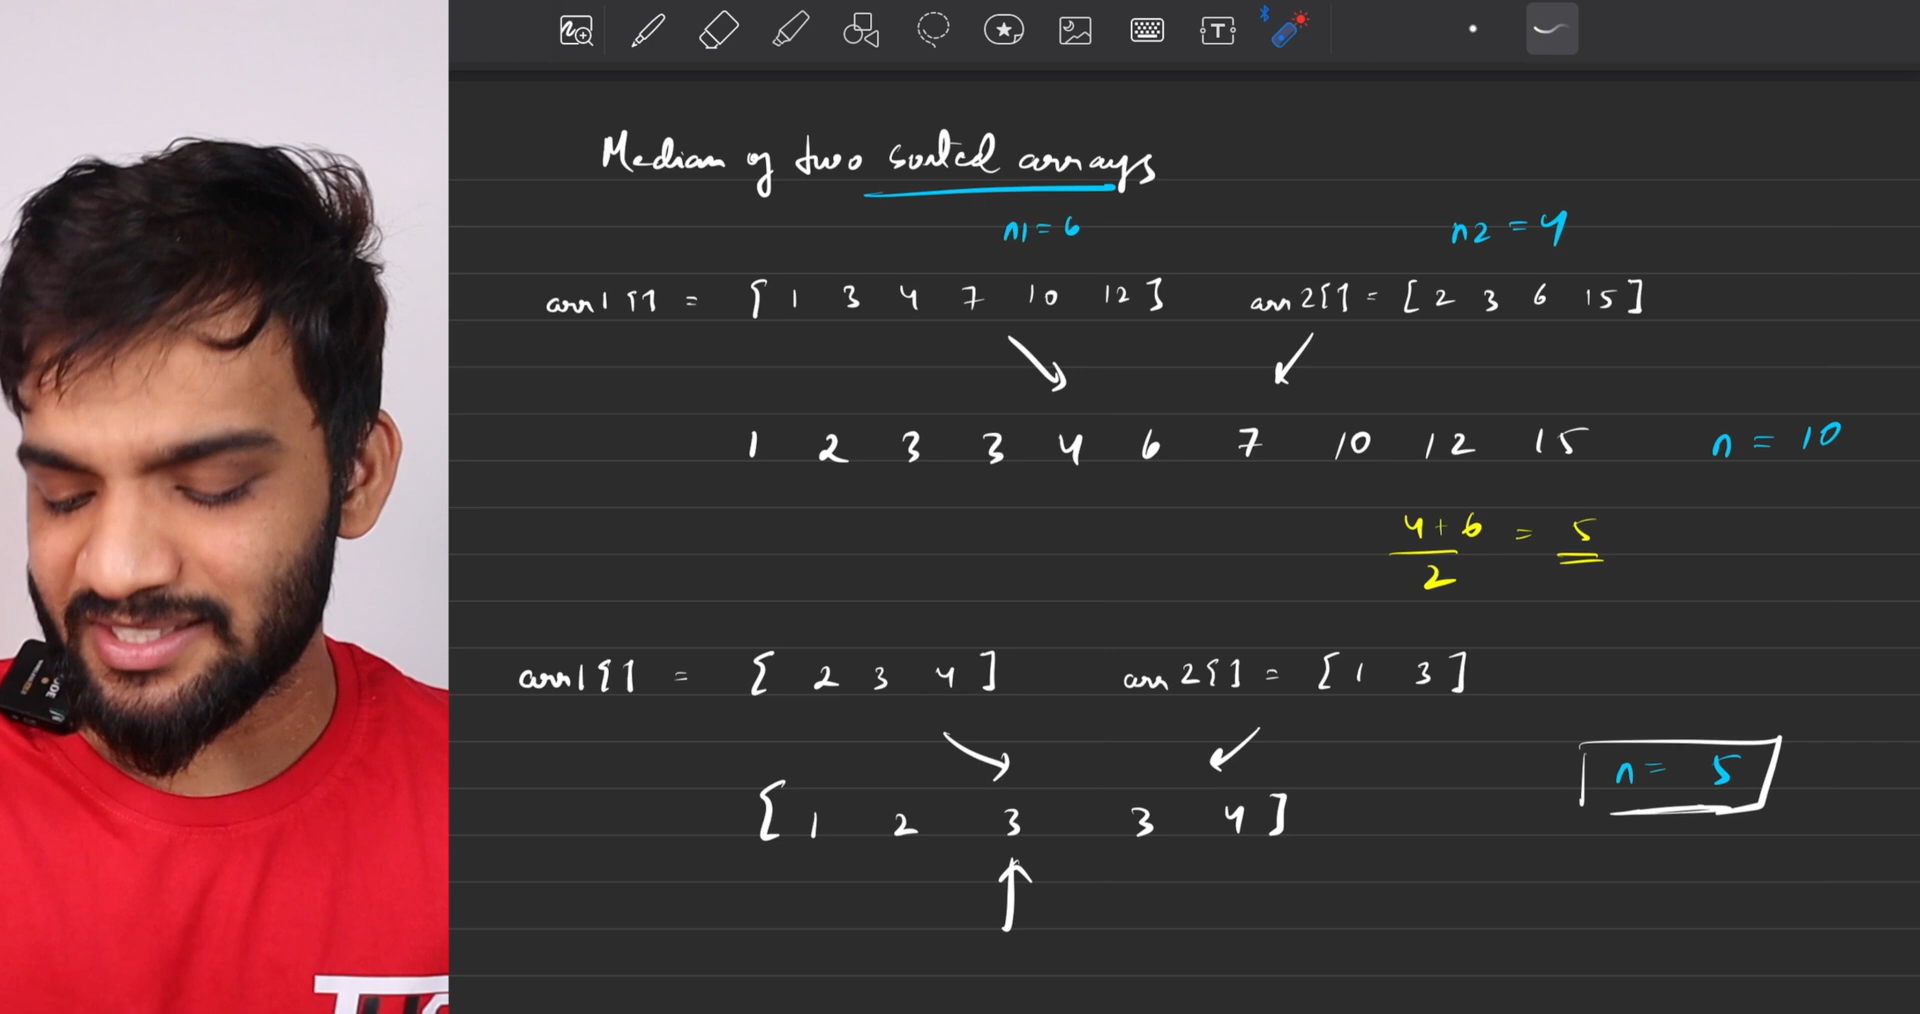 Median of two sorted arrays
n1 = 6 n2 = 4
arr1[] = [ 1 3 4 7 10 12 ] arr2[] = [ 2 3 6 15 ]
1 2 3 3 4 6 7 10 12 15 n = 10
4 + 6 = 5
2
arr1[] = [ 2 3 4 ] arr2[] = [ 1 3 ]
n = 5
[ 1 2 3 3 4 ]